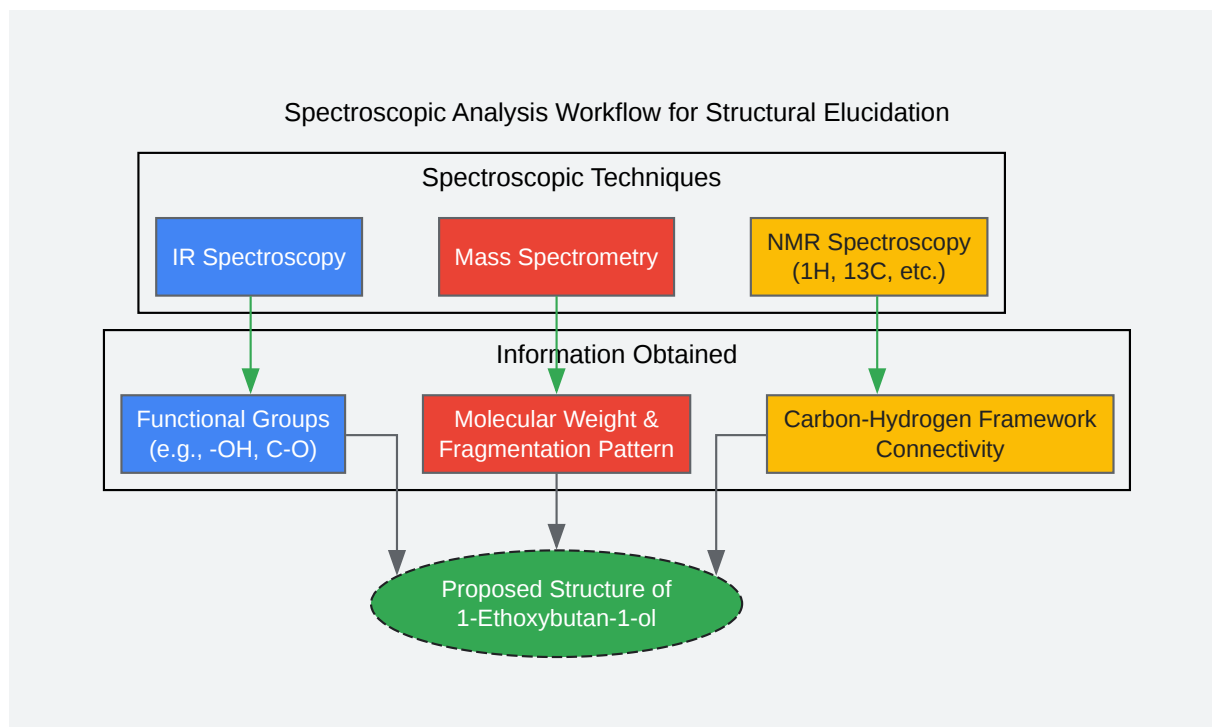 Spectroscopic Analysis Workflow for Structural Elucidation
Spectroscopic Techniques
IR Spectroscopy
Mass Spectrometry
NMR Spectroscopy
(1H, 13C, etc.)
Information Obtained
Functional Groups
(e.g., -OH, C-O)
Molecular Weight &
Fragmentation Pattern
Carbon-Hydrogen Framework
Connectivity
Proposed Structure of
1-Ethoxybutan-1-ol